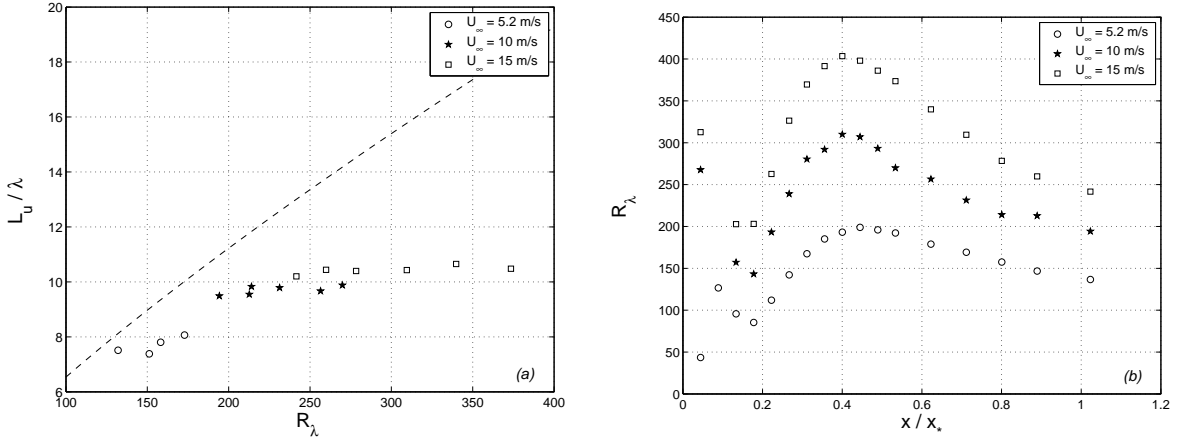 20
18
16
14
12
10
8
6
100
150
200
250
300
350
400
L_u / λ
R_λ
U_∞ = 5.2 m/s
U_∞ = 10 m/s
U_∞ = 15 m/s
(a)
450
400
350
300
250
200
150
100
50
0
0
0.2
0.4
0.6
0.8
1
1.2
R_λ
x / x_*
U_∞ = 5.2 m/s
U_∞ = 10 m/s
U_∞ = 15 m/s
(b)